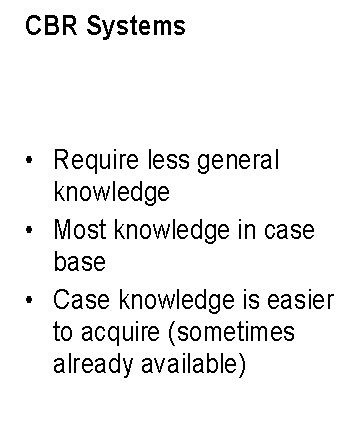 CBR Systems
• Require less general
knowledge
• Most knowledge in case
base
• Case knowledge is easier
to acquire (sometimes
already available)